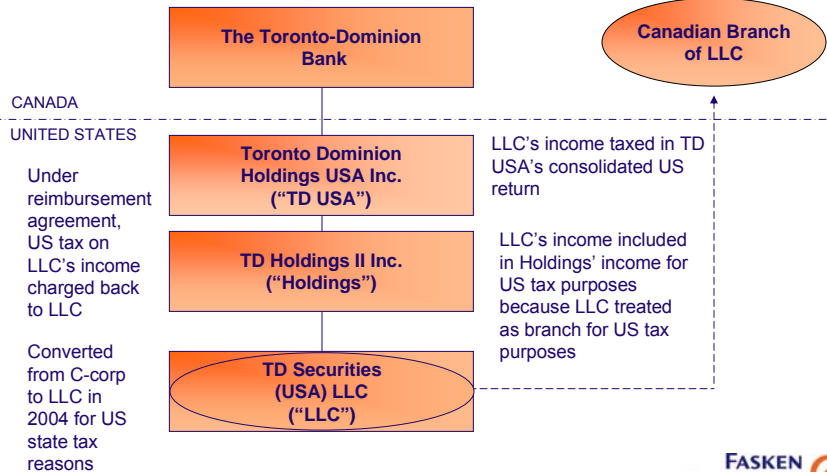 The Toronto-Dominion
Bank
Canadian Branch
of LLC
CANADA
UNITED STATES
Under
reimbursement
agreement,
US tax on
LLC's income
charged back
to LLC
Converted
from C-corp
to LLC in
2004 for US
state tax
reasons
Toronto Dominion
Holdings USA Inc.
(“TD USA”)
TD Holdings II Inc.
(“Holdings”)
TD Securities
(USA) LLC
(“LLC”)
LLC's income taxed in TD
USA's consolidated US
return
LLC's income included
in Holdings' income for
US tax purposes
because LLC treated
as branch for US tax
purposes
FASKEN